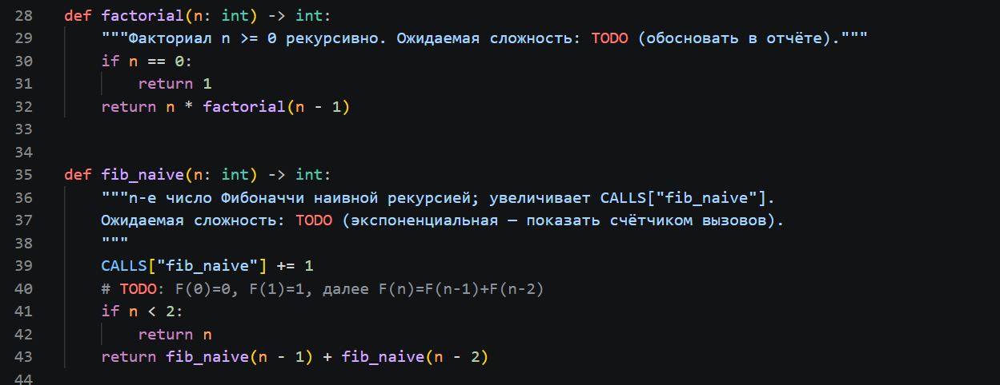 28 def factorial(n: int) -> int:
29     """Факториал n >= 0 рекурсивно. Ожидаемая сложность: TODO (обосновать в отчёте)."""
30     if n == 0:
31         return 1
32     return n * factorial(n - 1)
33
34
35 def fib_naive(n: int) -> int:
36     """n-е число Фибоначчи наивной рекурсией; увеличивает CALLS["fib_naive"].
37     Ожидаемая сложность: TODO (экспоненциальная — показать счётчиком вызовов).
38     """
39     CALLS["fib_naive"] += 1
40     # TODO: F(0)=0, F(1)=1, далее F(n)=F(n-1)+F(n-2)
41     if n < 2:
42         return n
43     return fib_naive(n - 1) + fib_naive(n - 2)
44